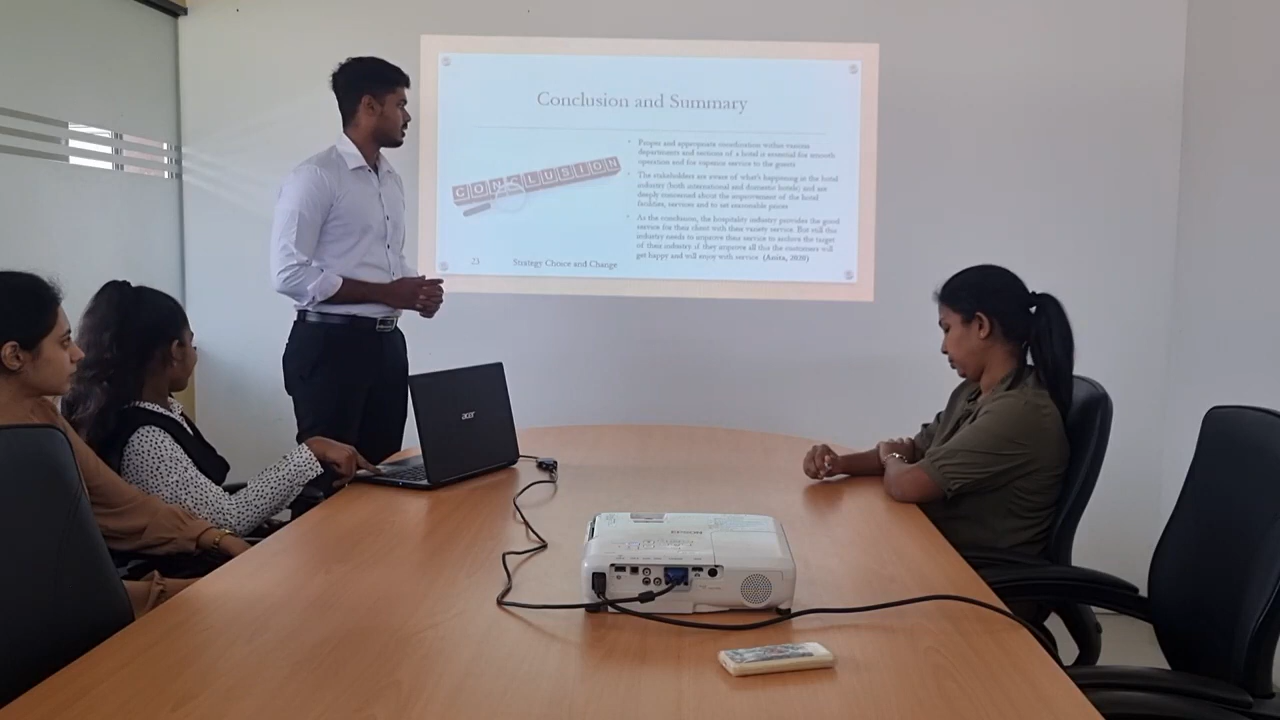 Conclusion and Summary
CONCLUSION
Proper and appropriate coordination within various
departments and sections of a hotel is essential for smooth
operation and for superior service to the guests
The stakeholders are aware of what's happening in the hotel
industry (both international and domestic hotels) and are
deeply concerned about the improvement of the hotel
facilities, services and to set reasonable prices
As the conclusion, the hospitality industry provides the good
service for their client with their variety service. But still this
industry needs to improve their service to achieve the target
of their industry if they improve all this the customers will
get happy and will enjoy with service (Anita, 2020)
23 Strategy Choice and Change
acer
EPSON